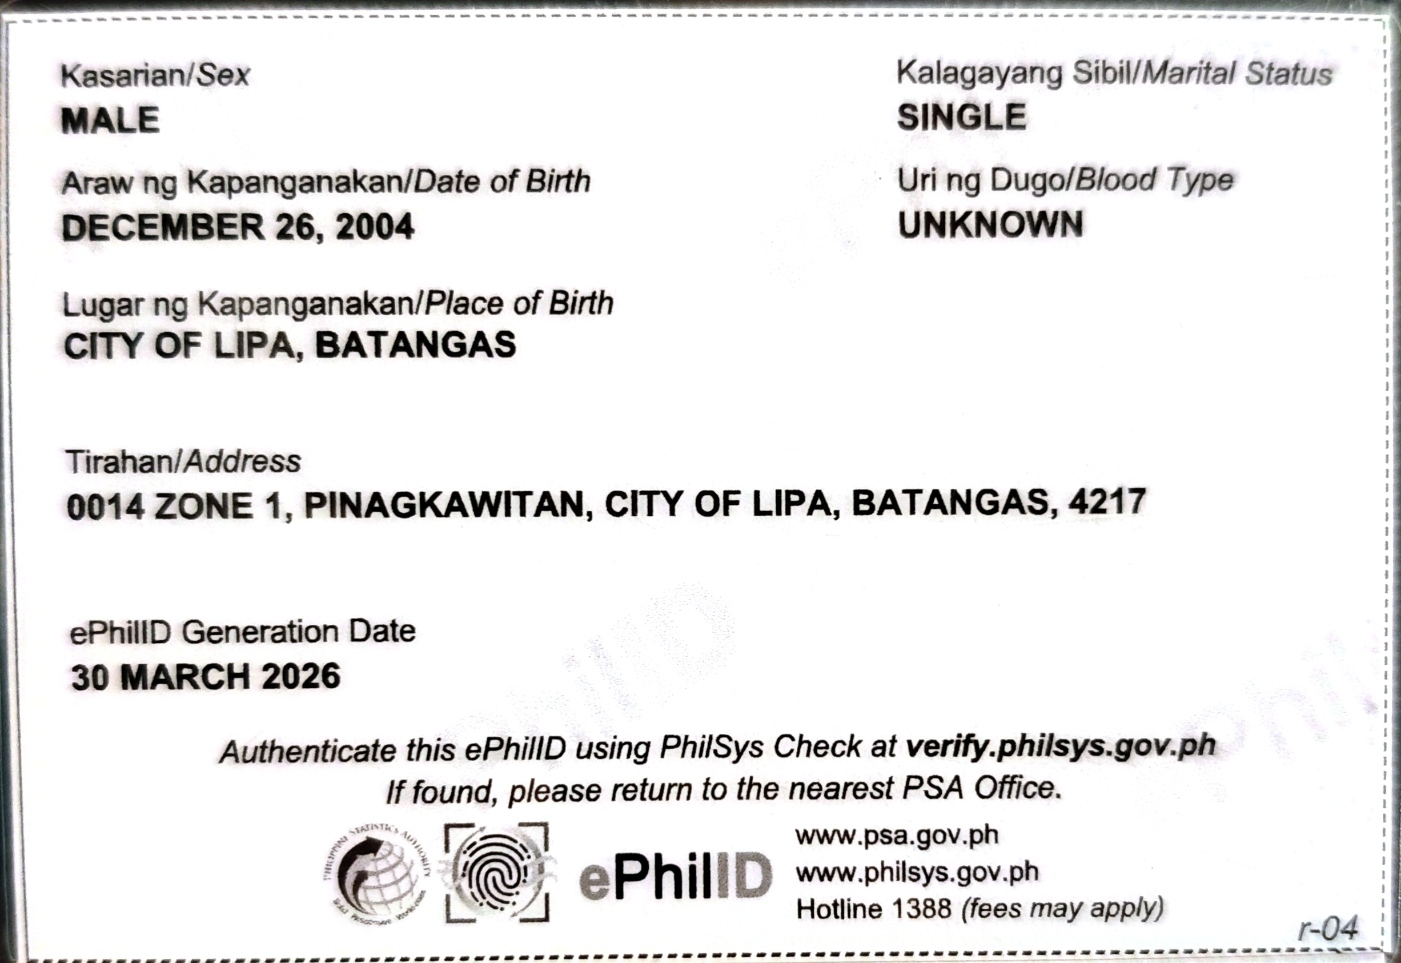 Kasarian/Sex
MALE
Kalagayang Sibil/Marital Status
SINGLE
Araw ng Kapanganakan/Date of Birth
DECEMBER 26, 2004
Uri ng Dugo/Blood Type
UNKNOWN
Lugar ng Kapanganakan/Place of Birth
CITY OF LIPA, BATANGAS
Tirahan/Address
0014 ZONE 1, PINAGKAWITAN, CITY OF LIPA, BATANGAS, 4217
ePhilID Generation Date
30 MARCH 2026
Authenticate this ePhilID using PhilSys Check at verify.philsys.gov.ph
If found, please return to the nearest PSA Office.
PHILIPPINE STATISTICS AUTHORITY
ePhilID
www.psa.gov.ph
www.philsys.gov.ph
Hotline 1388 (fees may apply)
r-04